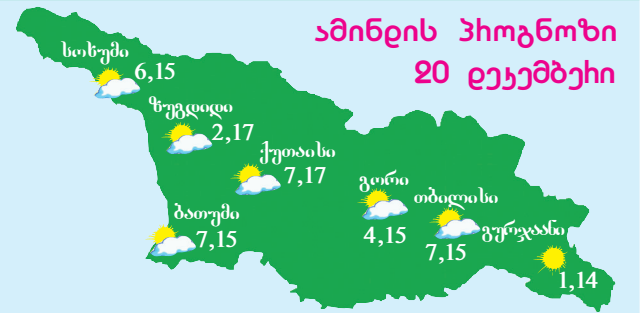 ამინდის პროგნოზი
20 დეკემბერი
სოხუმი
6,15
ზუგდიდი
2,17
ქუთაისი
7,17
გორი
4,15
თბილისი
7,15
გურჯაანი
1,14
ბათუმი
7,15